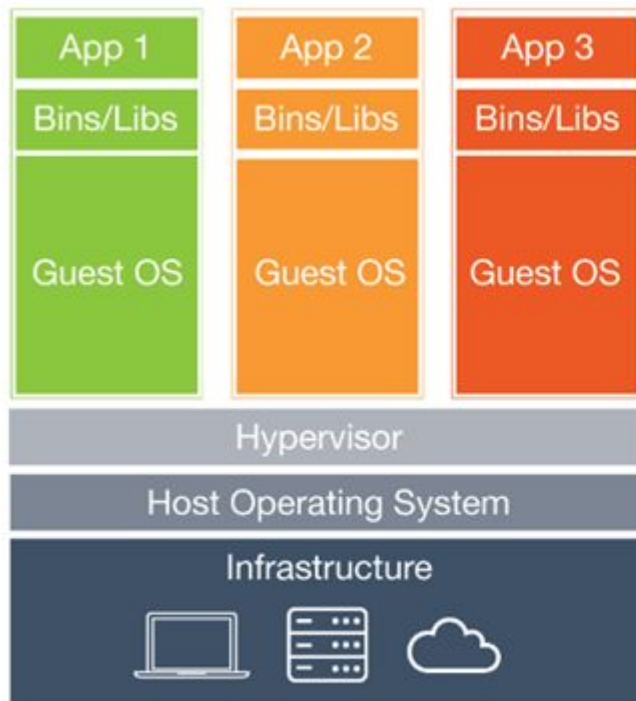 App 1
App 2
App 3
Bins/Libs
Bins/Libs
Bins/Libs
Guest OS
Guest OS
Guest OS
Hypervisor
Host Operating System
Infrastructure